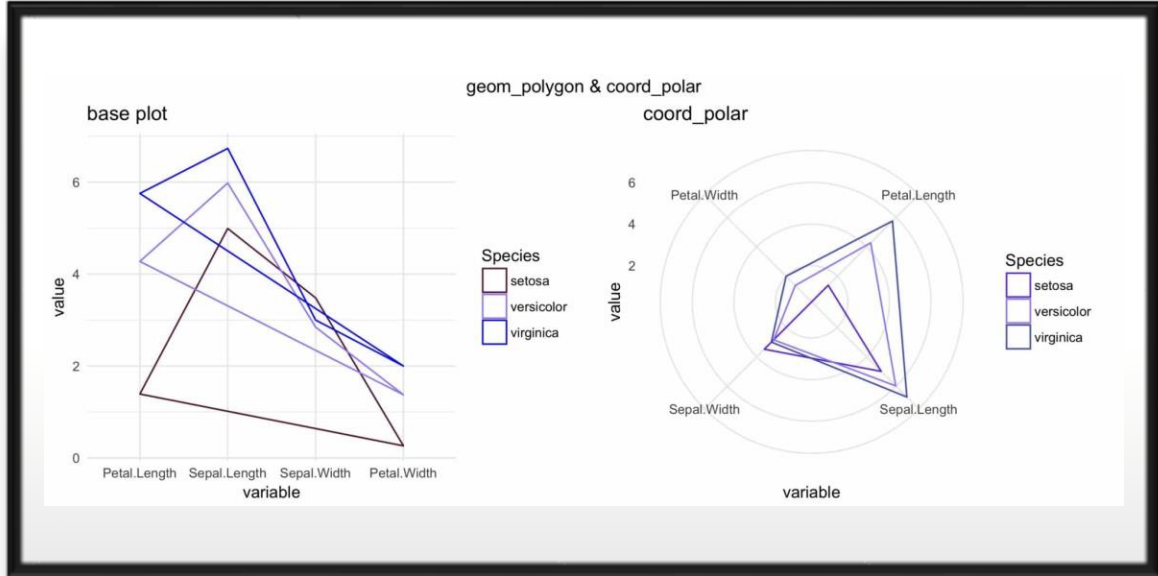 geom_polygon & coord_polar
base plot
6
4
2
0
value
Petal.Length Sepal.Length Sepal.Width Petal.Width
variable
Species
setosa
versicolor
virginica
coord_polar
6
4
2
value
Petal.Width Petal.Length
Sepal.Width Sepal.Length
variable
Species
setosa
versicolor
virginica